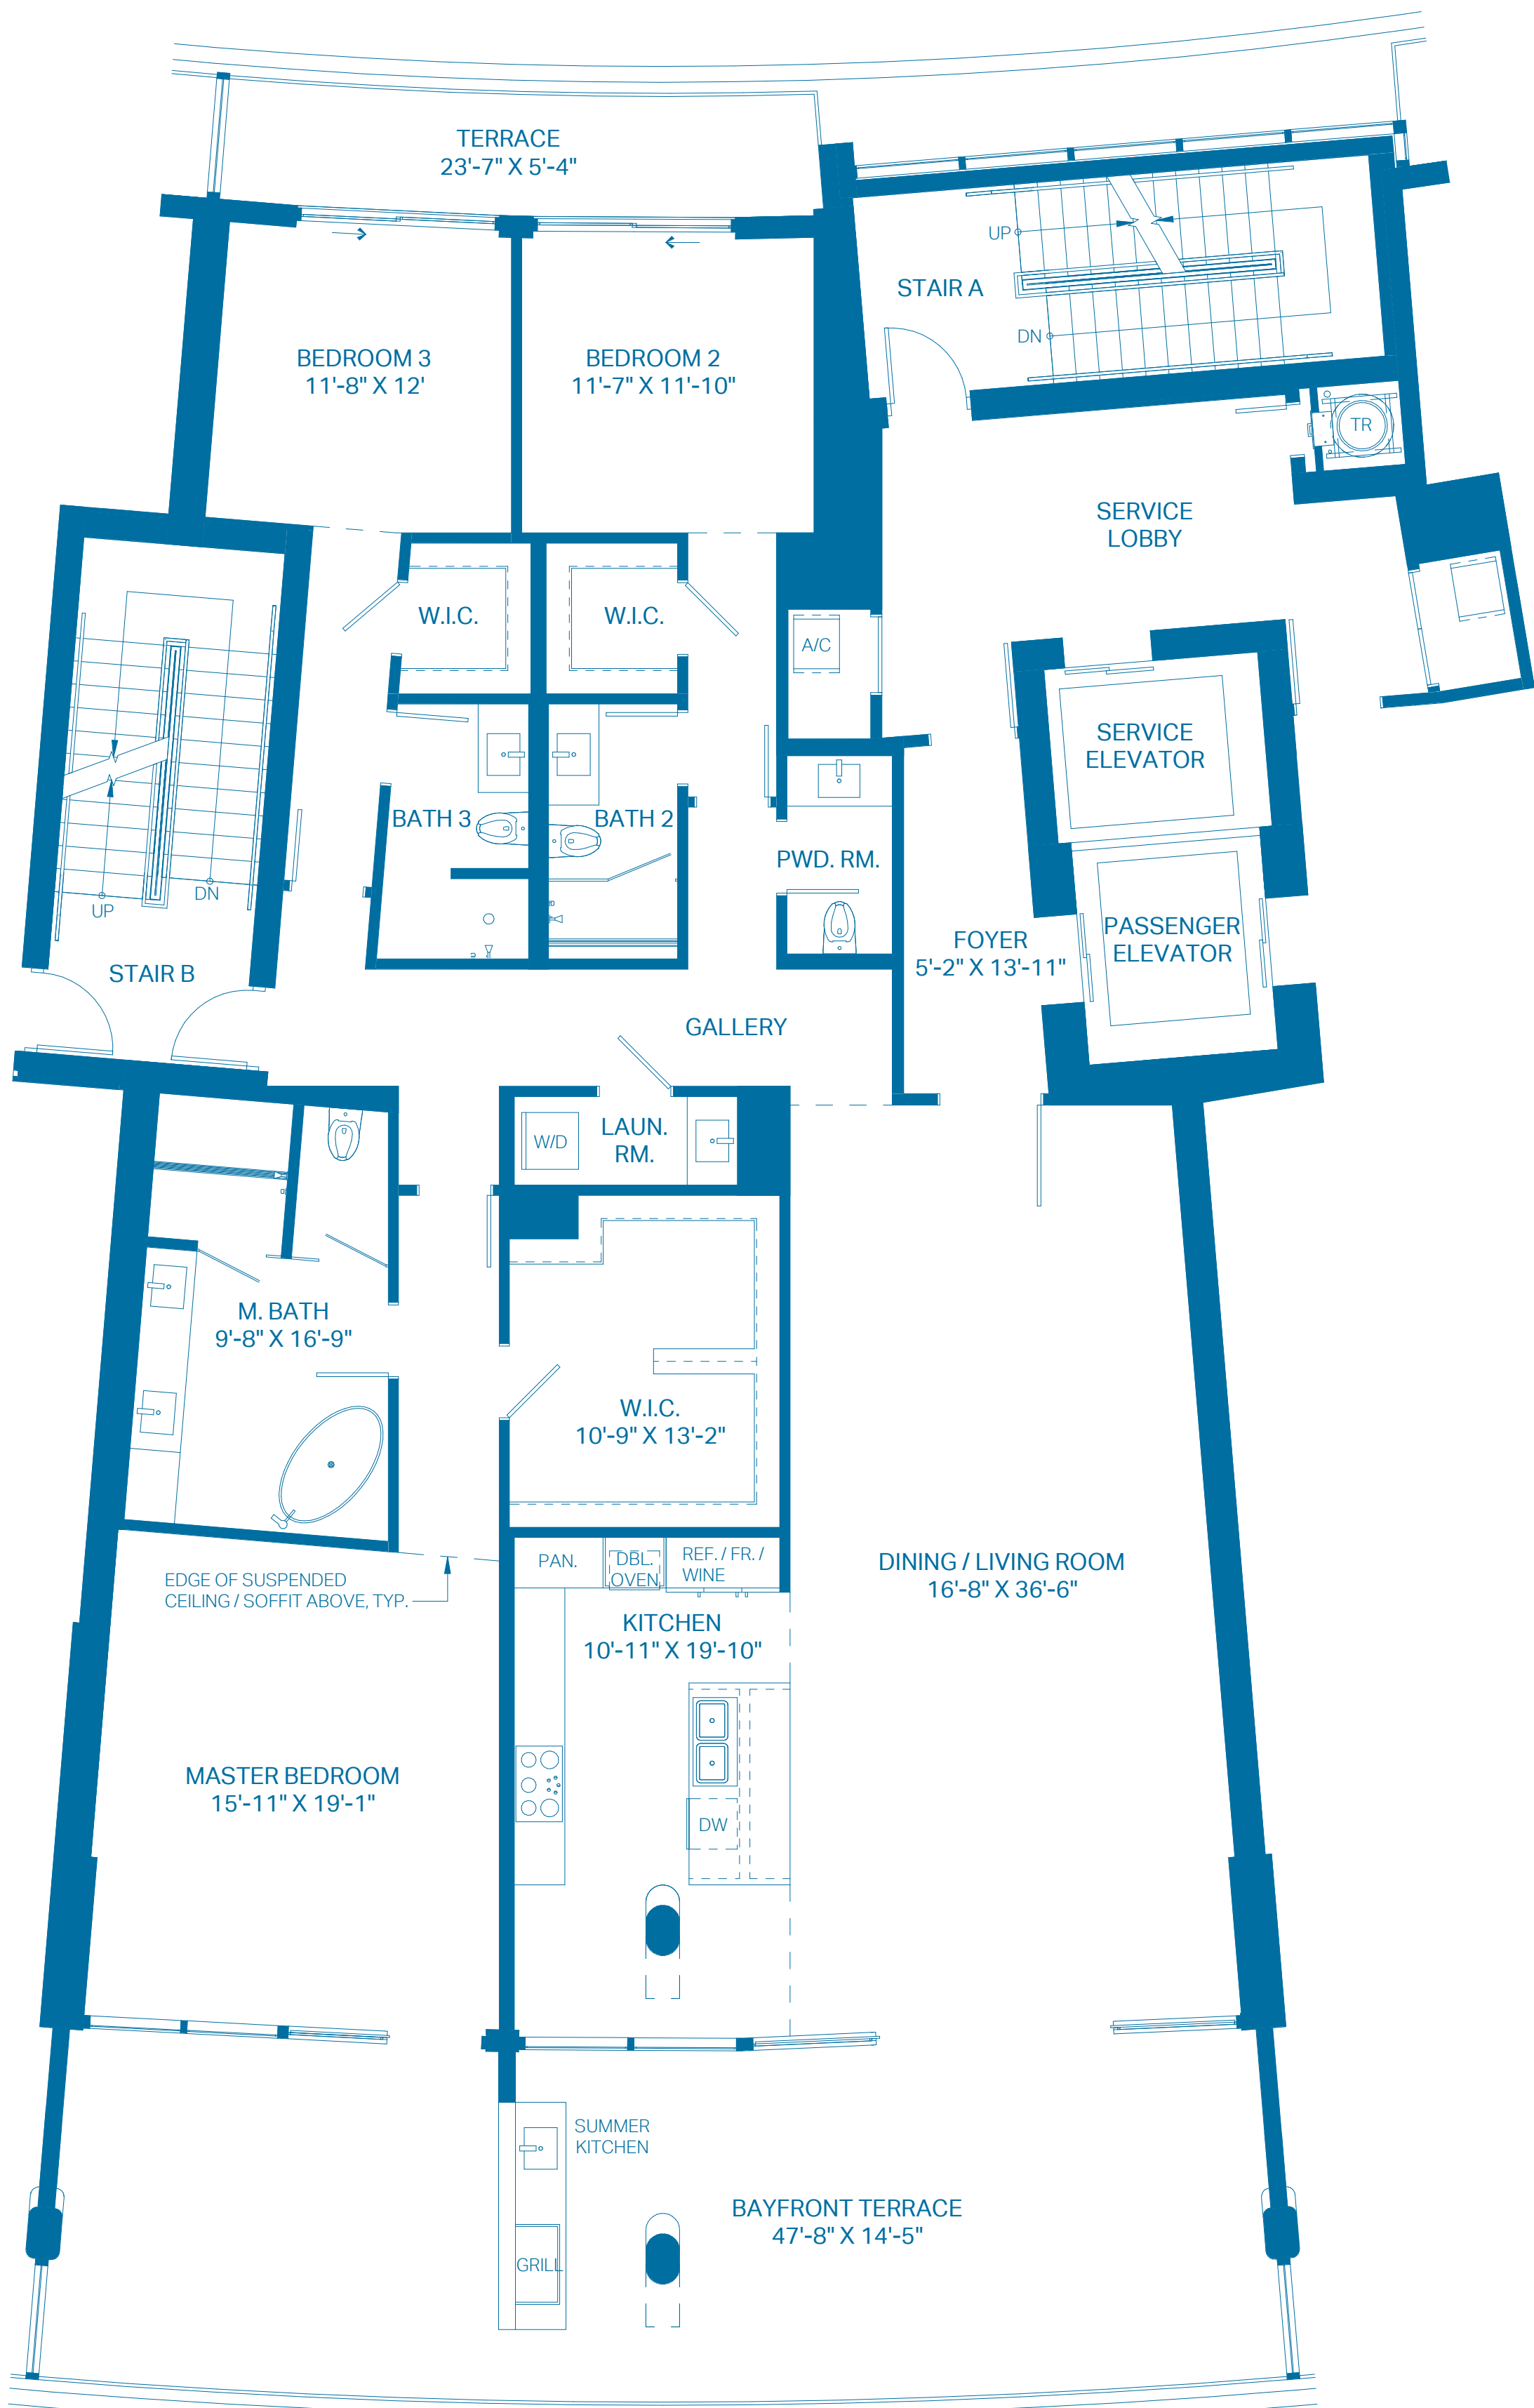 TERRACE
23'-7" X 5'-4"
UP
STAIR A
DN
BEDROOM 3
11'-8" X 12'
BEDROOM 2
11'-7" X 11'-10"
TR
SERVICE
LOBBY
W.I.C.
W.I.C.
A/C
SERVICE
ELEVATOR
BATH 3
BATH 2
PWD. RM.
UP
DN
STAIR B
FOYER
5'-2" X 13'-11"
PASSENGER
ELEVATOR
GALLERY
W/D
LAUN.
RM.
M. BATH
9'-8" X 16'-9"
W.I.C.
10'-9" X 13'-2"
PAN.
DBL.
OVEN
REF. / FR. /
WINE
DINING / LIVING ROOM
16'-8" X 36'-6"
EDGE OF SUSPENDED
CEILING / SOFFIT ABOVE, TYP.
KITCHEN
10'-11" X 19'-10"
MASTER BEDROOM
15'-11" X 19'-1"
DW
SUMMER
KITCHEN
BAYFRONT TERRACE
47'-8" X 14'-5"
GRILL